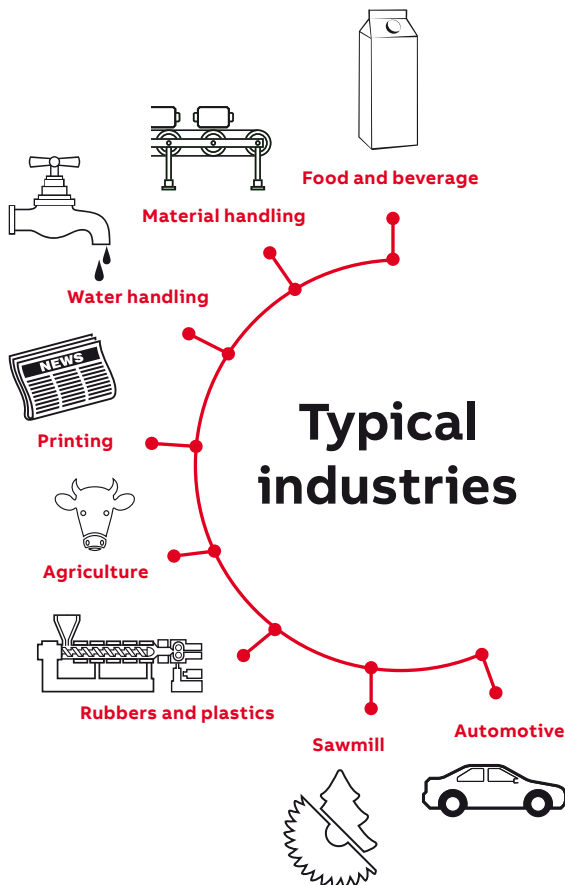 Food and beverage
Material handling
Water handling
NEWS
Printing
Typical
industries
Agriculture
Rubbers and plastics
Sawmill
Automotive